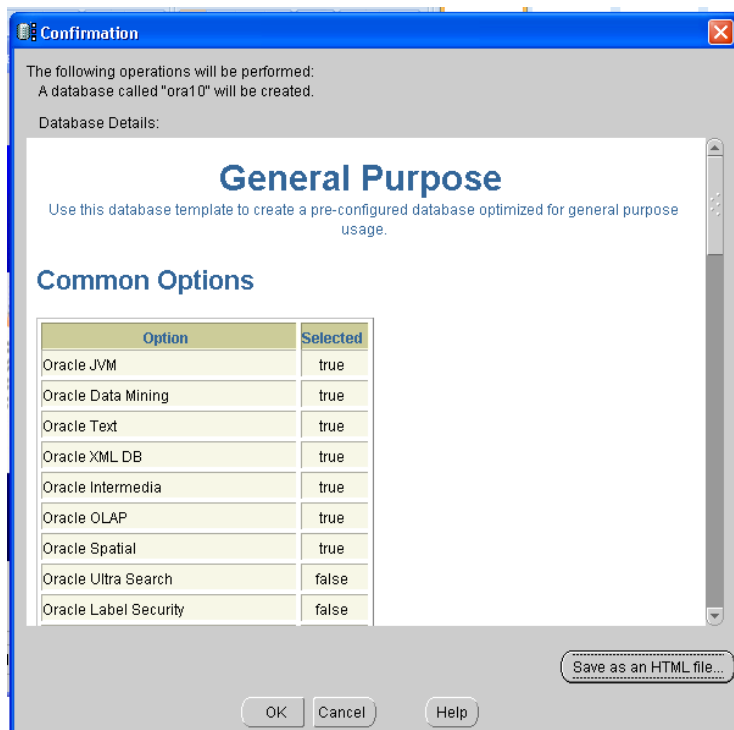 Confirmation
The following operations will be performed:
A database called "ora10" will be created.
Database Details:
General Purpose
Use this database template to create a pre-configured database optimized for general purpose
usage.
Common Options
Option Selected
Oracle JVM true
Oracle Data Mining true
Oracle Text true
Oracle XML DB true
Oracle Intermedia true
Oracle OLAP true
Oracle Spatial true
Oracle Ultra Search false
Oracle Label Security false
Save as an HTML file...
OK Cancel Help